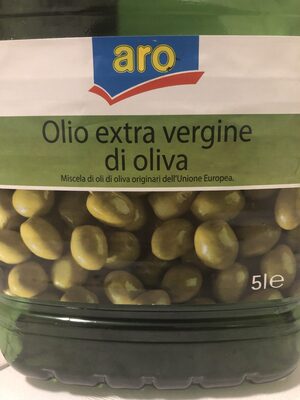 aro
Olio extra vergine
di oliva
Miscela di oli di oliva originari dell'Unione Europea.
5l℮